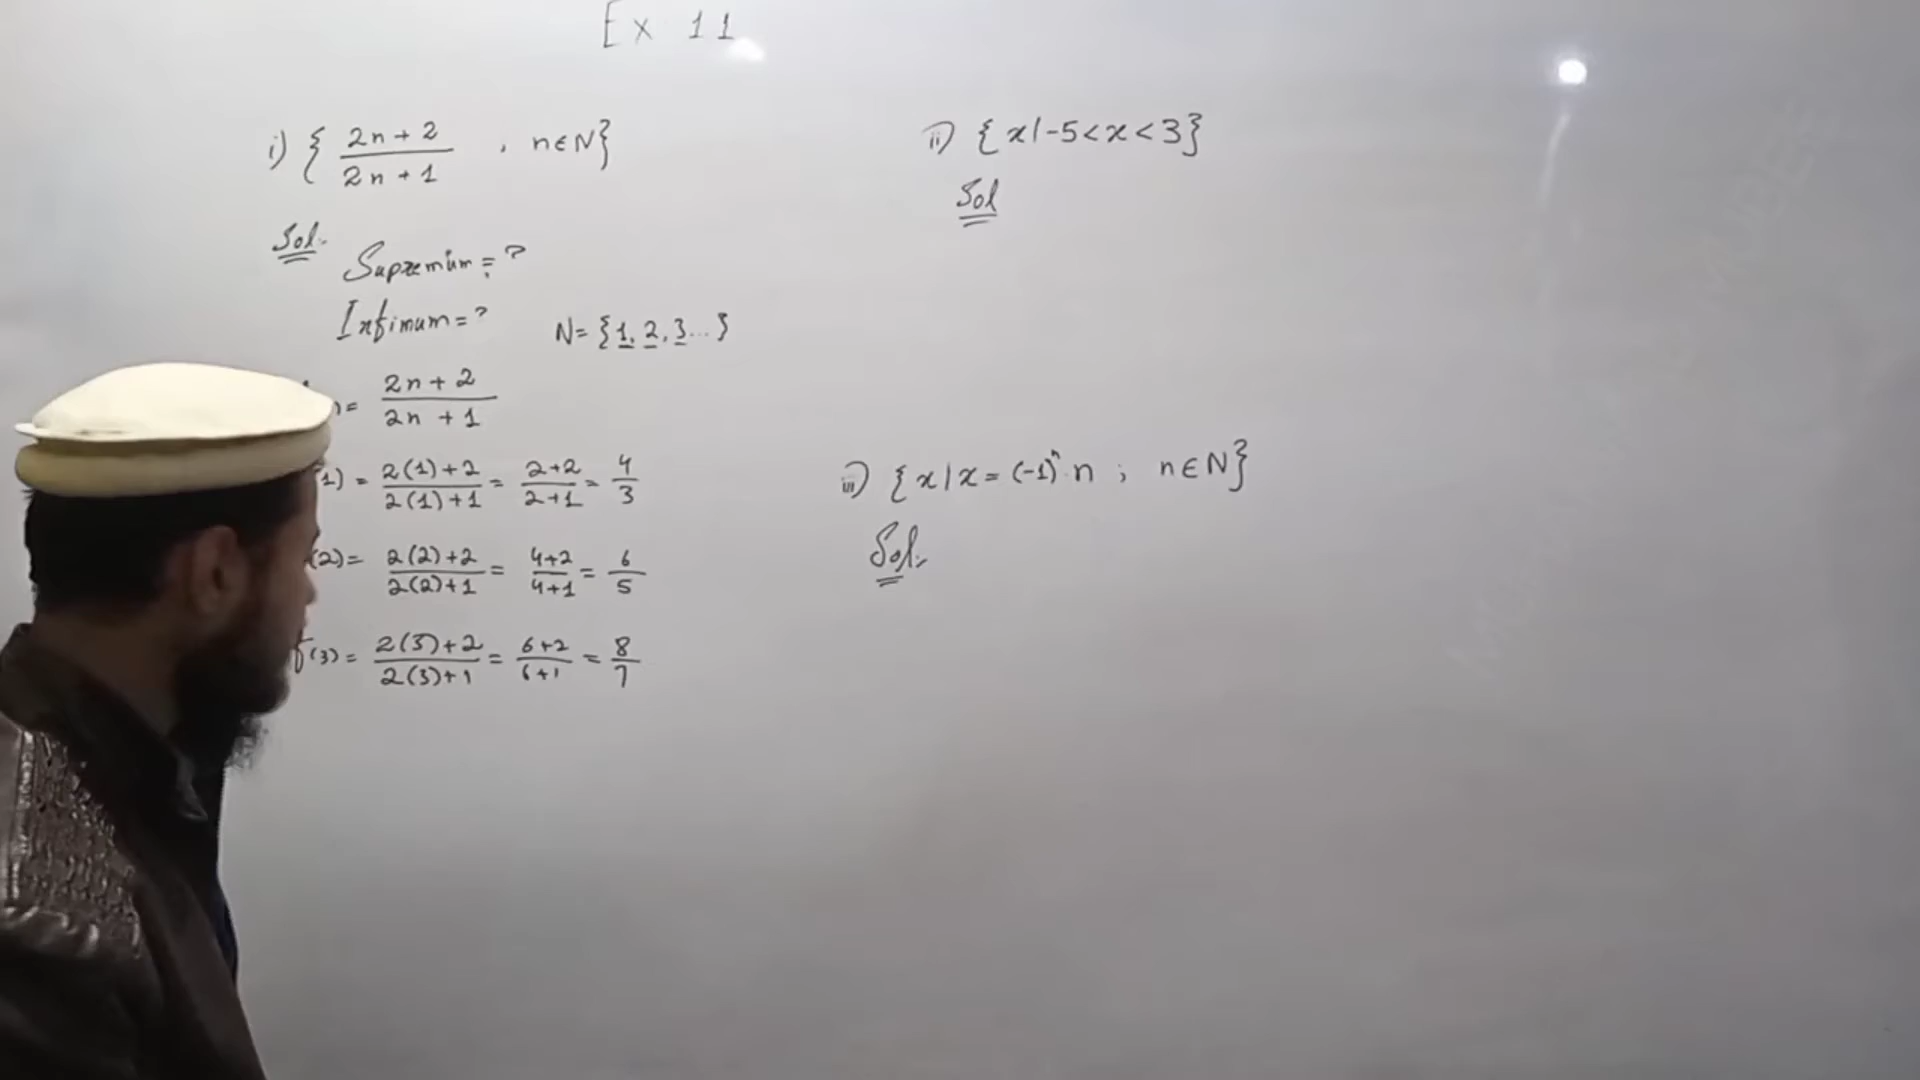 Ex 11
i) { 2n+2 / 2n+1 , n∈N}
Sol.
Supremum = ?
Infimum = ?
N = {1, 2, 3...}
) = 2n+2 / 2n+1
(1) = 2(1)+2 / 2(1)+1 = 2+2 / 2+1 = 4/3
(2) = 2(2)+2 / 2(2)+1 = 4+2 / 4+1 = 6/5
f(3) = 2(3)+2 / 2(3)+1 = 6+2 / 6+1 = 8/7
ii) {x|-5<x<3}
Sol
iii) {x|x = (-1)ⁿ.n ; n∈N}
Sol.